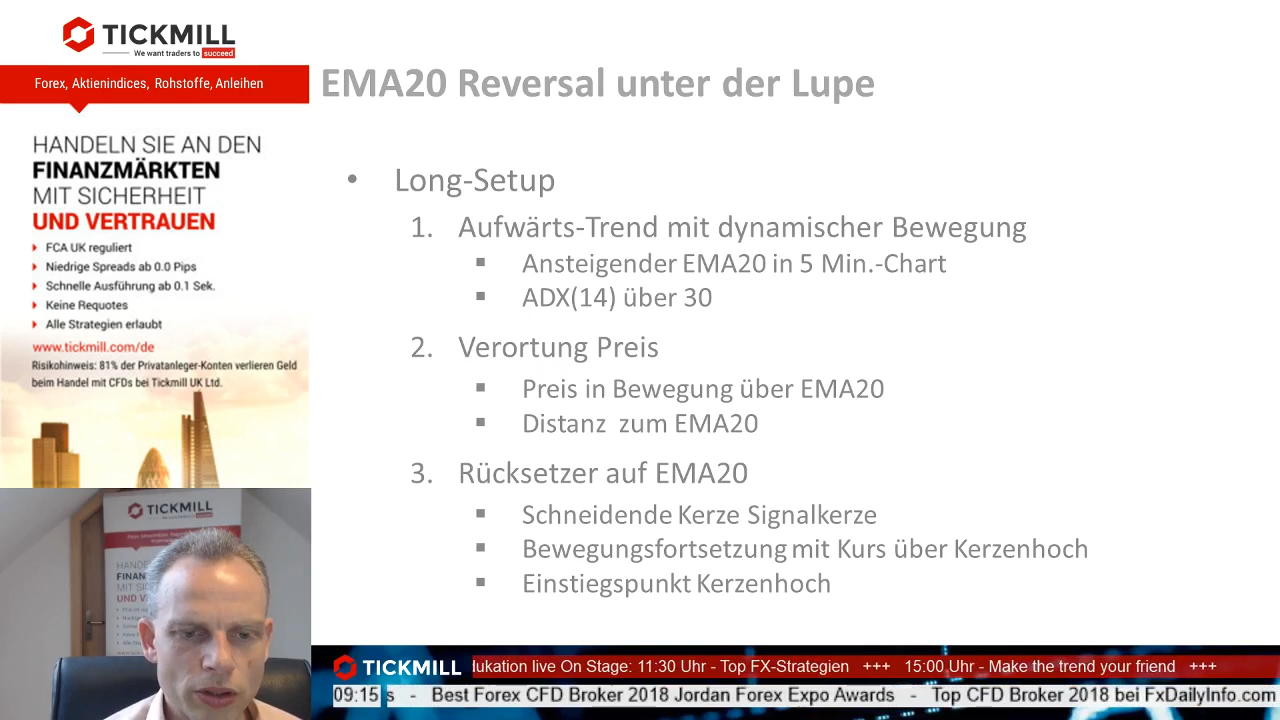 TICKMILL
We want traders to succeed
Forex, Aktienindices, Rohstoffe, Anleihen
HANDELN SIE AN DEN
FINANZMÄRKTEN
MIT SICHERHEIT
UND VERTRAUEN
FCA UK reguliert
Niedrige Spreads ab 0.0 Pips
Schnelle Ausführung ab 0.1 Sek.
Keine Requotes
Alle Strategien erlaubt
www.tickmill.com/de
Risikohinweis: 81% der Privatanleger-Konten verlieren Geld
beim Handel mit CFDs bei Tickmill UK Ltd.
EMA20 Reversal unter der Lupe
• Long-Setup
1. Aufwärts-Trend mit dynamischer Bewegung
▪ Ansteigender EMA20 in 5 Min.-Chart
▪ ADX(14) über 30
2. Verortung Preis
▪ Preis in Bewegung über EMA20
▪ Distanz zum EMA20
3. Rücksetzer auf EMA20
▪ Schneidende Kerze Signalkerze
▪ Bewegungsfortsetzung mit Kurs über Kerzenhoch
▪ Einstiegspunkt Kerzenhoch
TICKMILL
TICKMILL
dukation live On Stage: 11:30 Uhr - Top FX-Strategien +++ 15:00 Uhr - Make the trend your friend +++
09:15 s - Best Forex CFD Broker 2018 Jordan Forex Expo Awards - Top CFD Broker 2018 bei FxDailyInfo.com